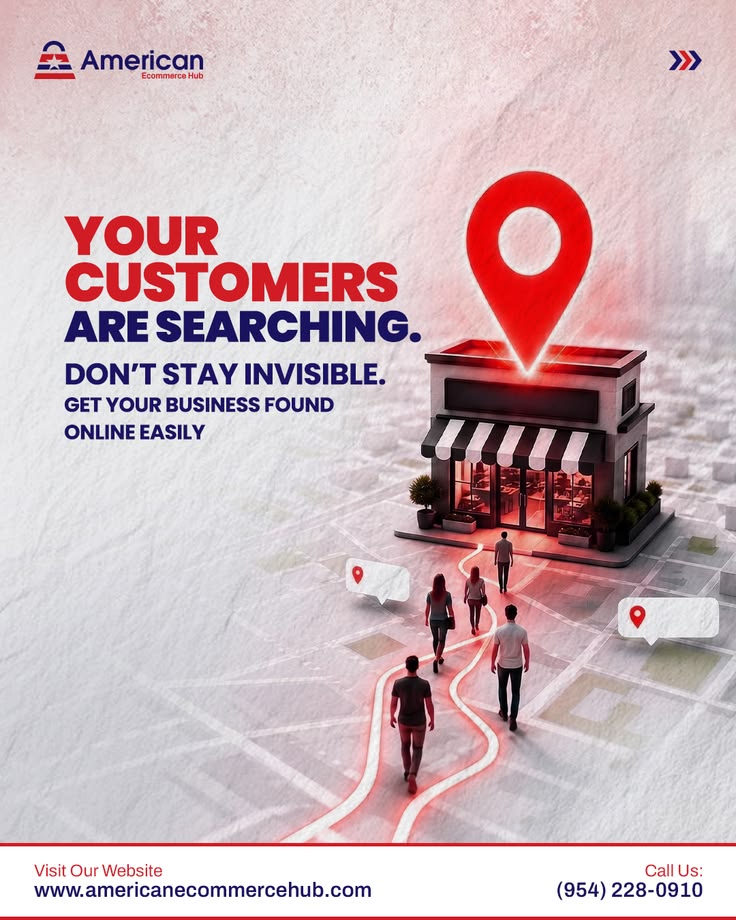 American
Ecommerce Hub
YOUR
CUSTOMERS
ARE SEARCHING.
DON'T STAY INVISIBLE.
GET YOUR BUSINESS FOUND
ONLINE EASILY
Visit Our Website
www.americanecommercehub.com
Call Us:
(954) 228-0910